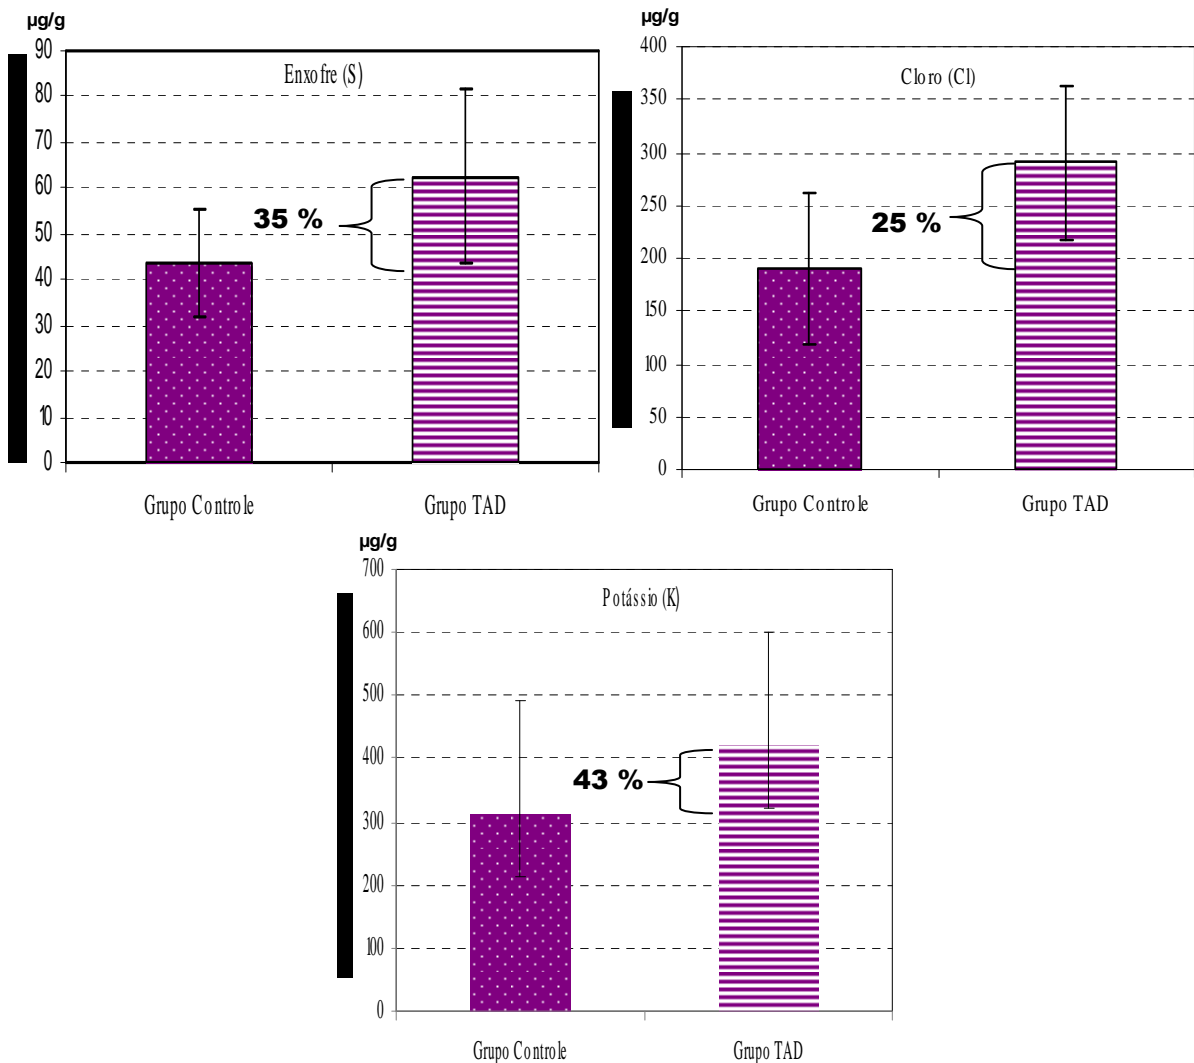 µg/g
Enxofre (S)
90
80
70
60
50
40
30
20
10
0
35 %
Grupo Controle
Grupo TAD
µg/g
Cloro (Cl)
400
350
300
250
200
150
100
50
0
25 %
Grupo Controle
Grupo TAD
µg/g
Potássio (K)
700
600
500
400
300
200
100
0
43 %
Grupo Controle
Grupo TAD